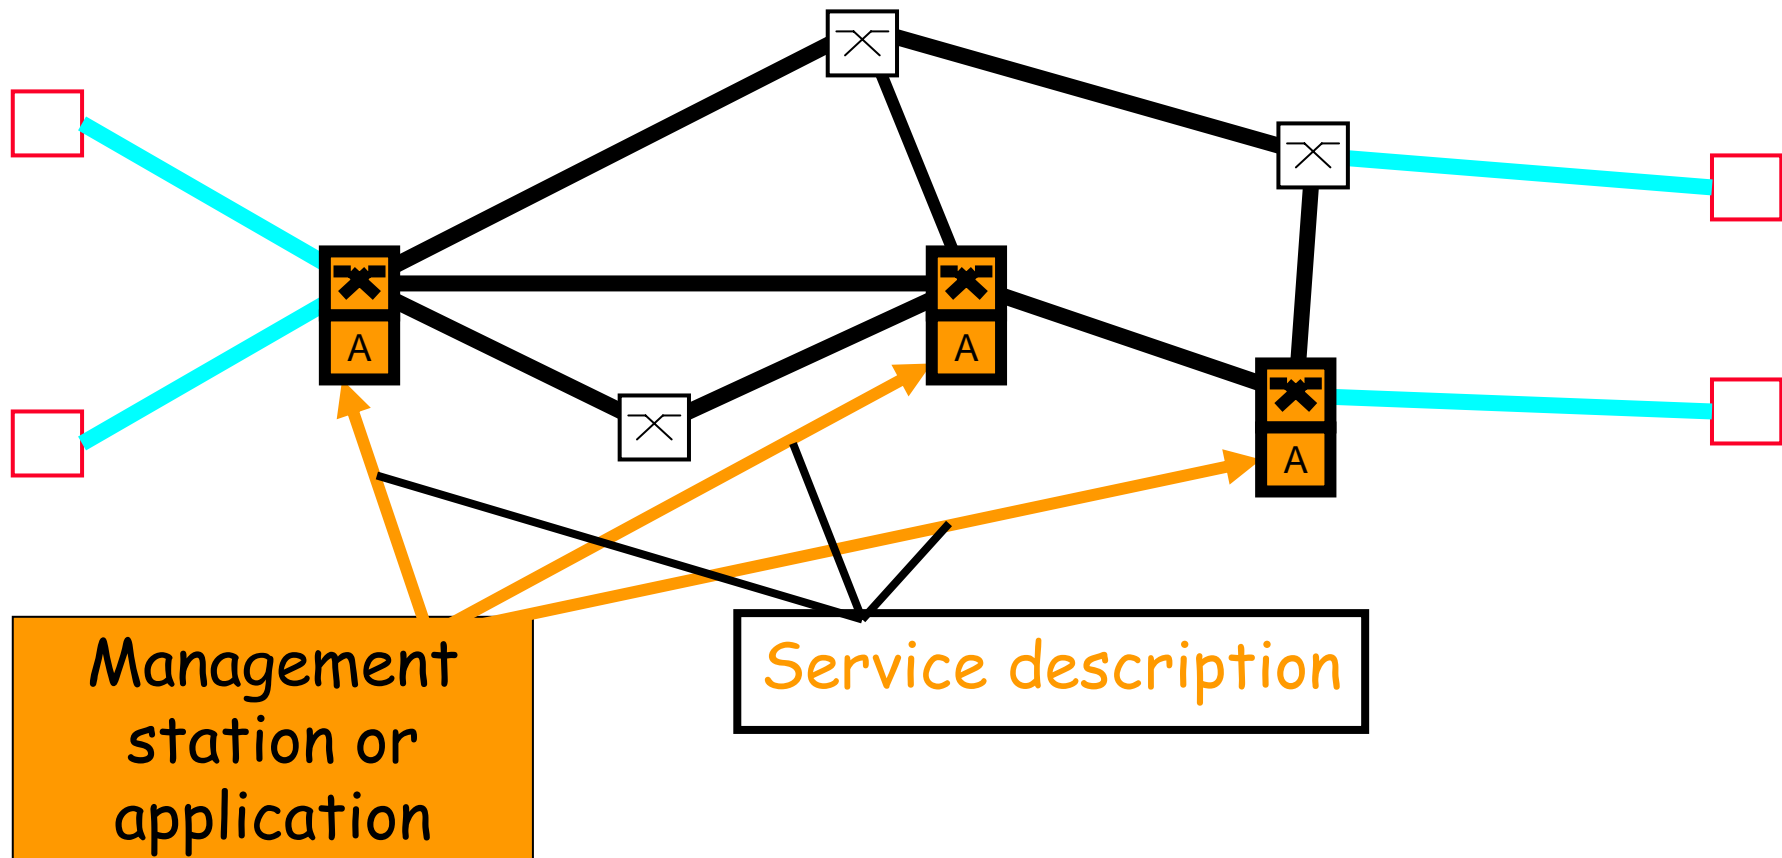 A
A
A
Management
station or
application
Service description